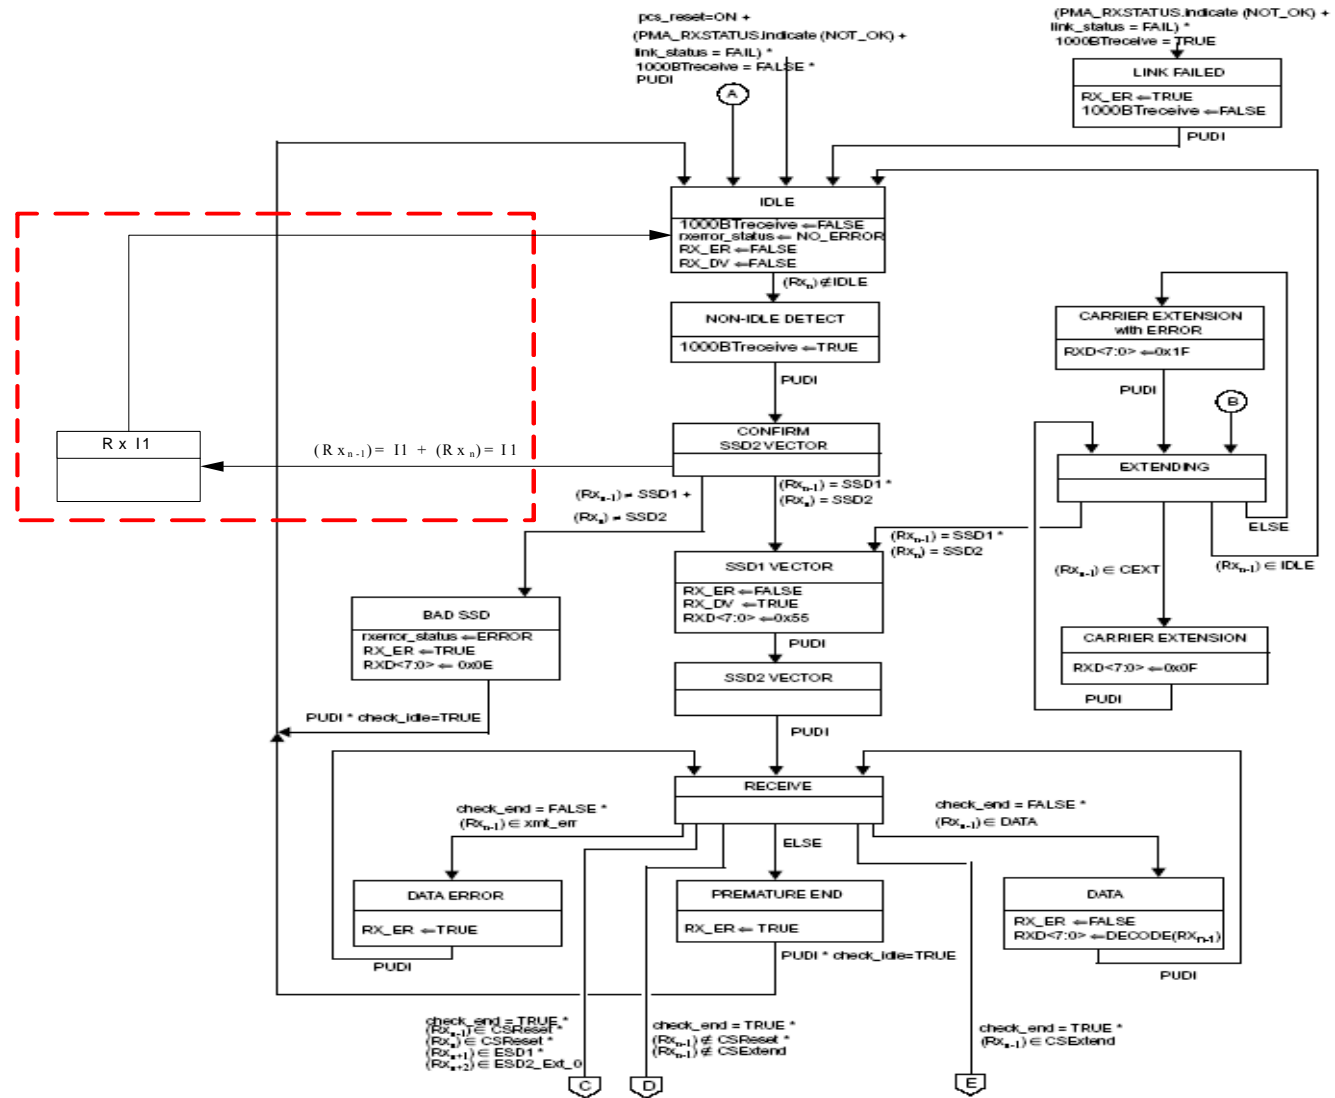 pcs_reset=ON +
(PMA_RXSTATUS.indicate (NOT_OK) +
link_status = FAIL) *
1000BTreceive = FALSE *
PUDI
A
(PMA_RXSTATUS.indicate (NOT_OK) +
link_status = FAIL) *
1000BTreceive = TRUE
LINK FAILED
RX_ER ⇐TRUE
1000BTreceive ⇐FALSE
PUDI
IDLE
1000BTreceive ⇐FALSE
rxerror_status ⇐ NO_ERROR
RX_ER ⇐FALSE
RX_DV ⇐FALSE
(Rxn)∉IDLE
NON-IDLE DETECT
1000BTreceive ⇐TRUE
PUDI
CARRIER EXTENSION
with ERROR
RXD<7:0> ⇐0x1F
PUDI
B
CONFIRM
SSD2 VECTOR
Rx I1
(Rxn-1)= I1 + (Rxn)= I1
EXTENDING
ELSE
(Rxn-1) ≠ SSD1 +
(Rxn) ≠ SSD2
(Rxn-1) = SSD1 *
(Rxn) = SSD2
(Rxn-1) = SSD1 *
(Rxn) = SSD2
(Rxn-1) ∈ CEXT
(Rxn-1) ∈ IDLE
SSD1 VECTOR
RX_ER ⇐FALSE
RX_DV ⇐TRUE
RXD<7:0> ⇐0x55
PUDI
BAD SSD
rxerror_status ⇐ERROR
RX_ER ⇐TRUE
RXD<7:0> ⇐ 0x0E
PUDI * check_idle=TRUE
CARRIER EXTENSION
RXD<7:0> ⇐0x0F
PUDI
SSD2 VECTOR
PUDI
RECEIVE
check_end = FALSE *
(Rxn-1) ∈ xmt_err
ELSE
check_end = FALSE *
(Rxn-1) ∈ DATA
DATA ERROR
RX_ER ⇐TRUE
PUDI
PREMATURE END
RX_ER ⇐ TRUE
PUDI * check_idle=TRUE
DATA
RX_ER ⇐FALSE
RXD<7:0> ⇐DECODE(RXn-1)
PUDI
check_end = TRUE *
(Rxn-1) ∈ CSReset *
(Rxn) ∈ CSReset *
(Rxn+1) ∈ ESD1 *
(Rxn+2) ∈ ESD2_Ext_0
C
check_end = TRUE *
(Rxn-1) ∉ CSReset *
(Rxn-1) ∉ CSExtend
D
check_end = TRUE *
(Rxn-1) ∈ CSExtend
E